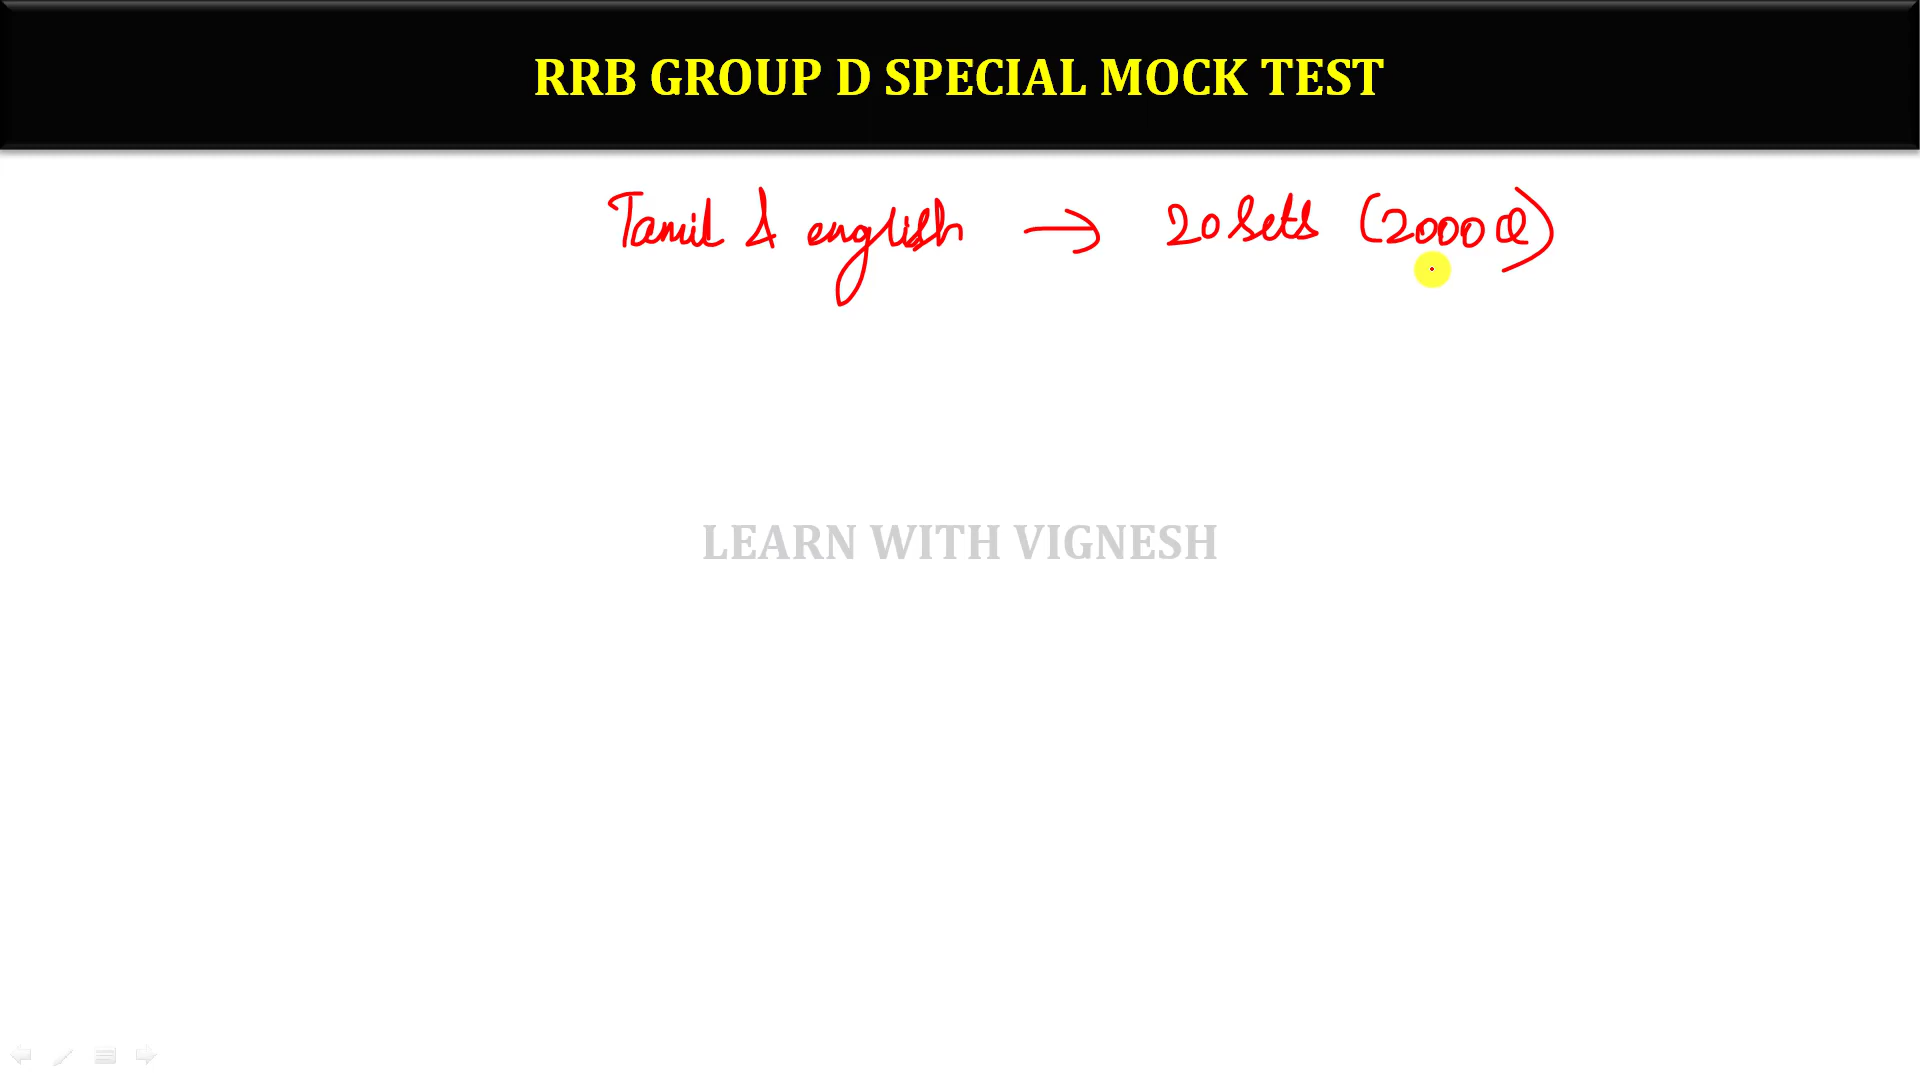 RRB GROUP D SPECIAL MOCK TEST
Tamil & english → 20 Sets (2000 Q)
LEARN WITH VIGNESH